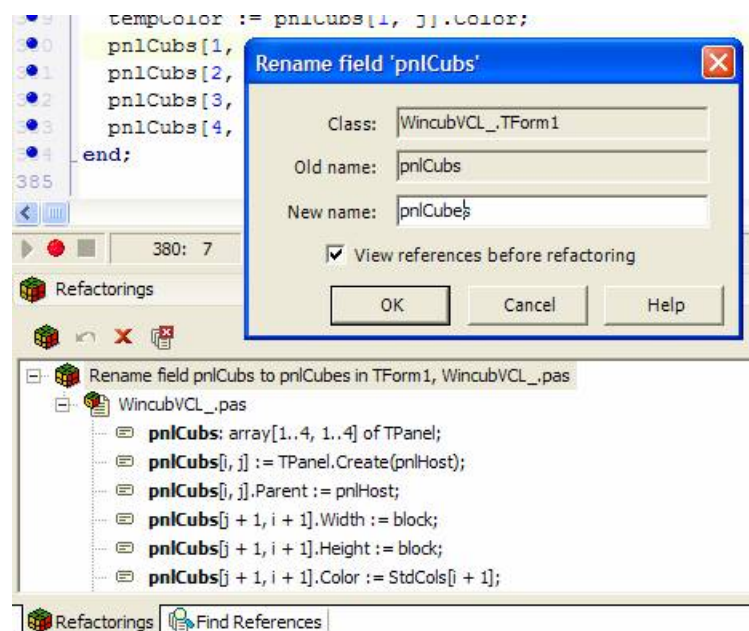 tempColor := pnlCubs[1, j].Color;
pnlCubs[1,
pnlCubs[2,
pnlCubs[3,
pnlCubs[4,
end;
385
Rename field 'pnlCubs'
Class: WincubVCL_.TForm1
Old name: pnlCubs
New name: pnlCubes
View references before refactoring
OK Cancel Help
380: 7
Refactorings
Rename field pnlCubs to pnlCubes in TForm1, WincubVCL_.pas
WincubVCL_.pas
pnlCubs: array[1..4, 1..4] of TPanel;
pnlCubs[i, j] := TPanel.Create(pnlHost);
pnlCubs[i, j].Parent := pnlHost;
pnlCubs[j + 1, i + 1].Width := block;
pnlCubs[j + 1, i + 1].Height := block;
pnlCubs[j + 1, i + 1].Color := StdCols[i + 1];
Refactorings Find References